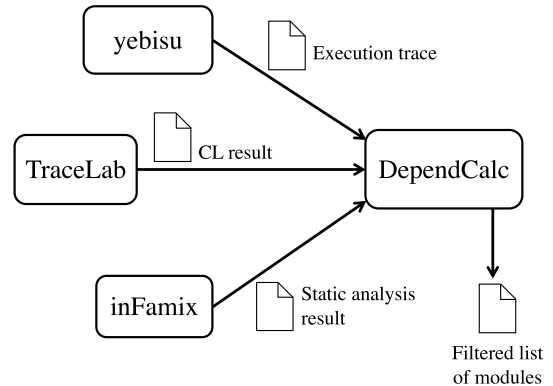 yebisu
Execution trace
CL result
TraceLab
DependCalc
inFamix
Static analysis
result
Filtered list
of modules